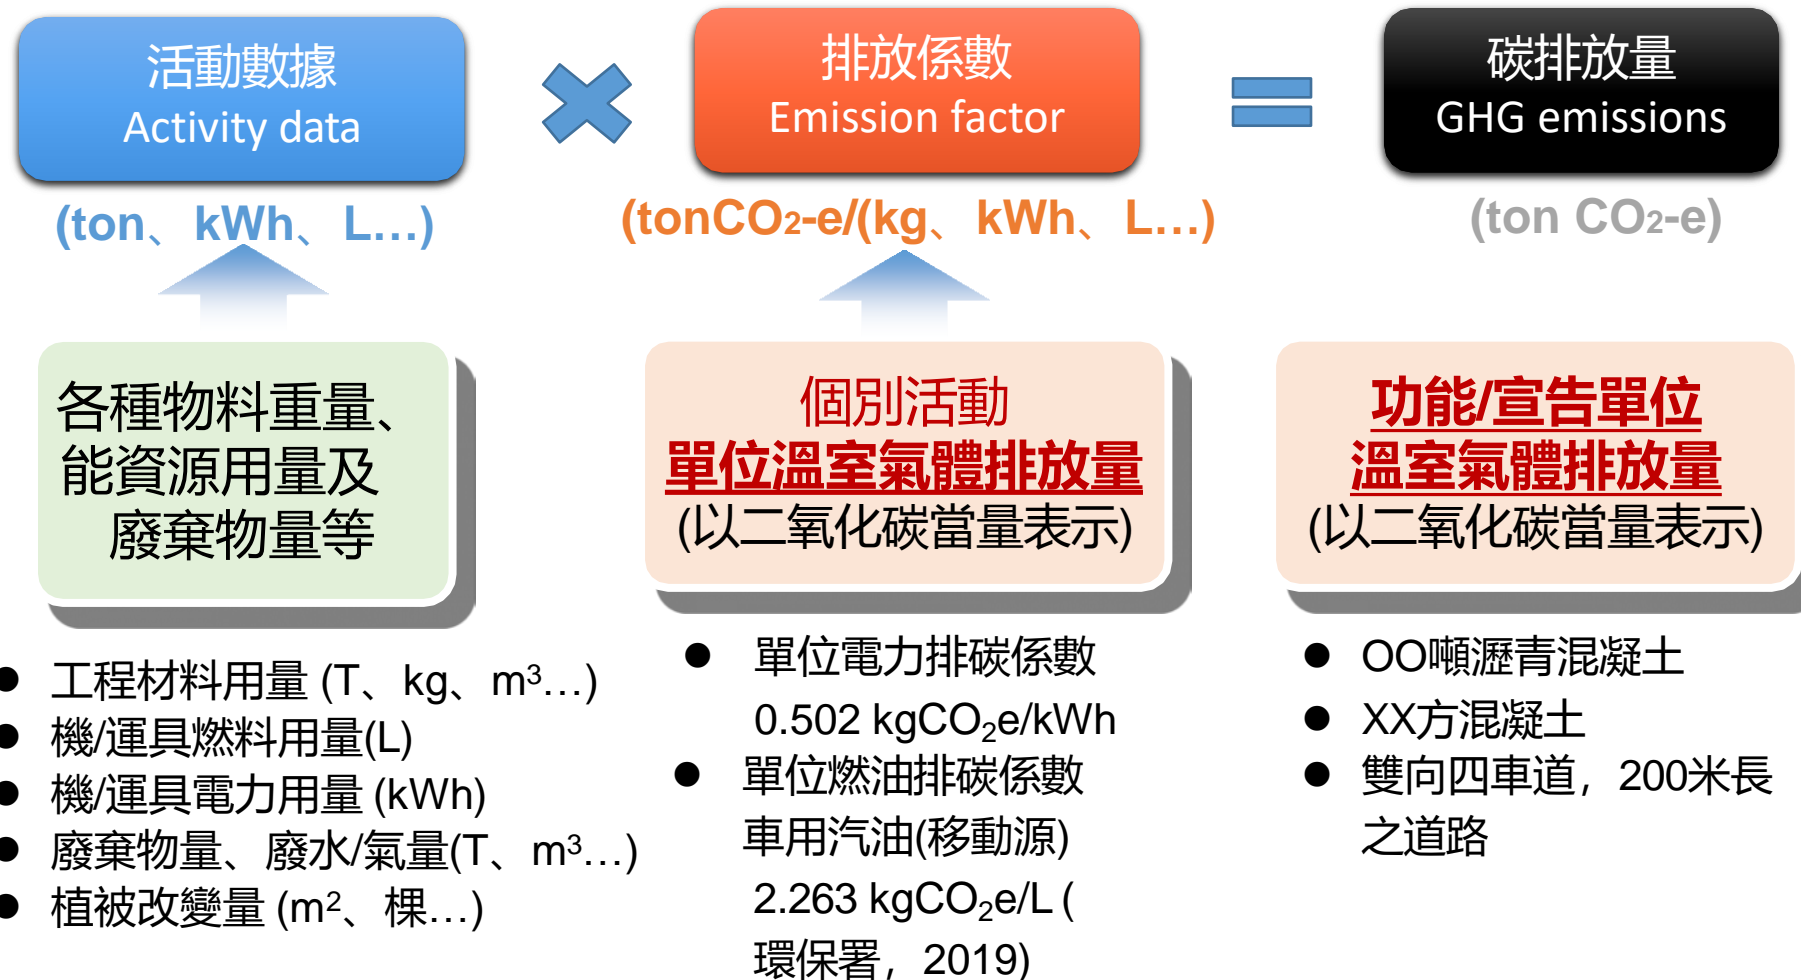 活動數據
Activity data
排放係數
Emission factor
碳排放量
GHG emissions
(ton、kWh、L…)
(tonCO₂-e/(kg、kWh、L…)
(ton CO₂-e)
各種物料重量、
能資源用量及
廢棄物量等
個別活動
單位溫室氣體排放量
(以二氧化碳當量表示)
功能/宣告單位
溫室氣體排放量
(以二氧化碳當量表示)
● 工程材料用量 (T、kg、m³…)
● 機/運具燃料用量(L)
● 機/運具電力用量 (kWh)
● 廢棄物量、廢水/氣量(T、m³…)
● 植被改變量 (m²、棵…)
● 單位電力排碳係數
0.502 kgCO₂e/kWh
● 單位燃油排碳係數
車用汽油(移動源)
2.263 kgCO₂e/L (
環保署，2019)
● OO噸瀝青混凝土
● XX方混凝土
● 雙向四車道，200米長
之道路